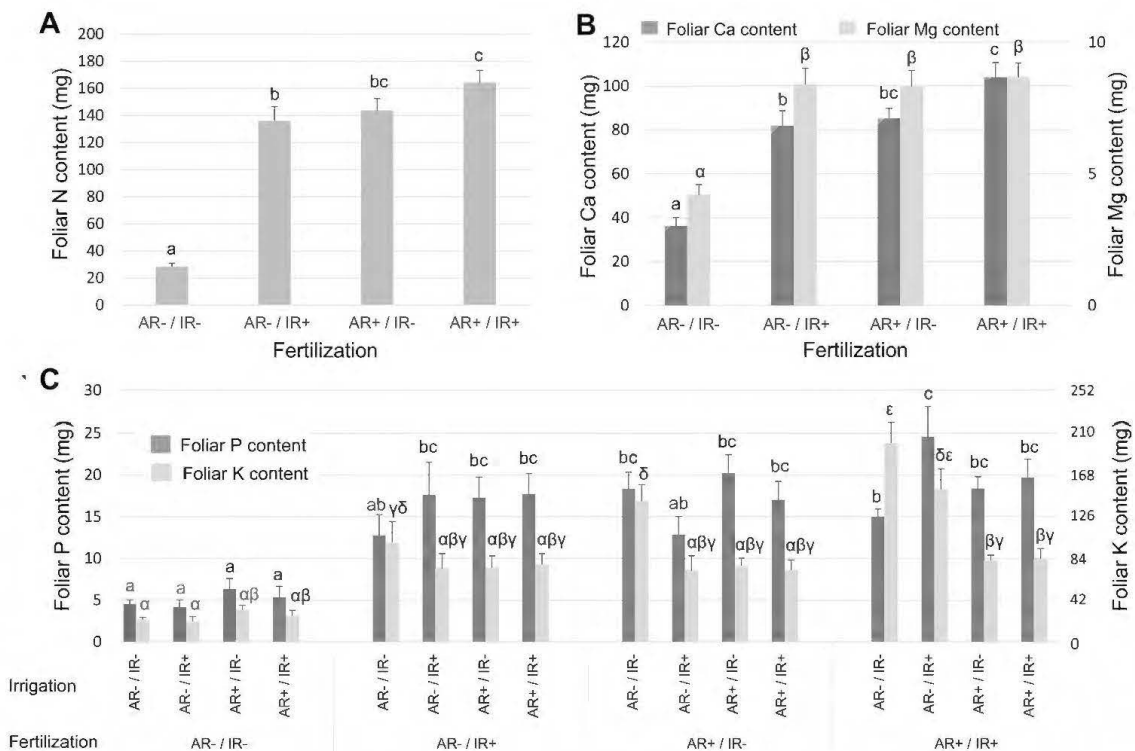 A
Foliar N content (mg)
200
180
160
140
120
100
80
60
40
20
0
a
b
bc
c
AR- / IR-
AR- / IR+
AR+ / IR-
AR+ / IR+
Fertilization
B
Foliar Ca content
Foliar Mg content
Foliar Ca content (mg)
120
100
80
60
40
20
0
a
α
b
β
bc
β
c
β
10
5
0
Foliar Mg content (mg)
AR- / IR-
AR- / IR+
AR+ / IR-
AR+ / IR+
Fertilization
C
Foliar P content
Foliar K content
Foliar P content (mg)
30
25
20
15
10
5
0
a
α
a
α
a
αβ
a
αβ
ab
γδ
bc
αβγ
bc
αβγ
bc
αβγ
bc
δ
ab
αβγ
bc
αβγ
bc
αβγ
b
ε
c
δε
bc
βγ
bc
βγ
252
210
168
126
84
42
0
Foliar K content (mg)
Irrigation
AR- / IR-
AR- / IR+
AR+ / IR-
AR+ / IR+
AR- / IR-
AR- / IR+
AR+ / IR-
AR+ / IR+
AR- / IR-
AR- / IR+
AR+ / IR-
AR+ / IR+
AR- / IR-
AR- / IR+
AR+ / IR-
AR+ / IR+
Fertilization
AR- / IR-
AR- / IR+
AR+ / IR-
AR+ / IR+